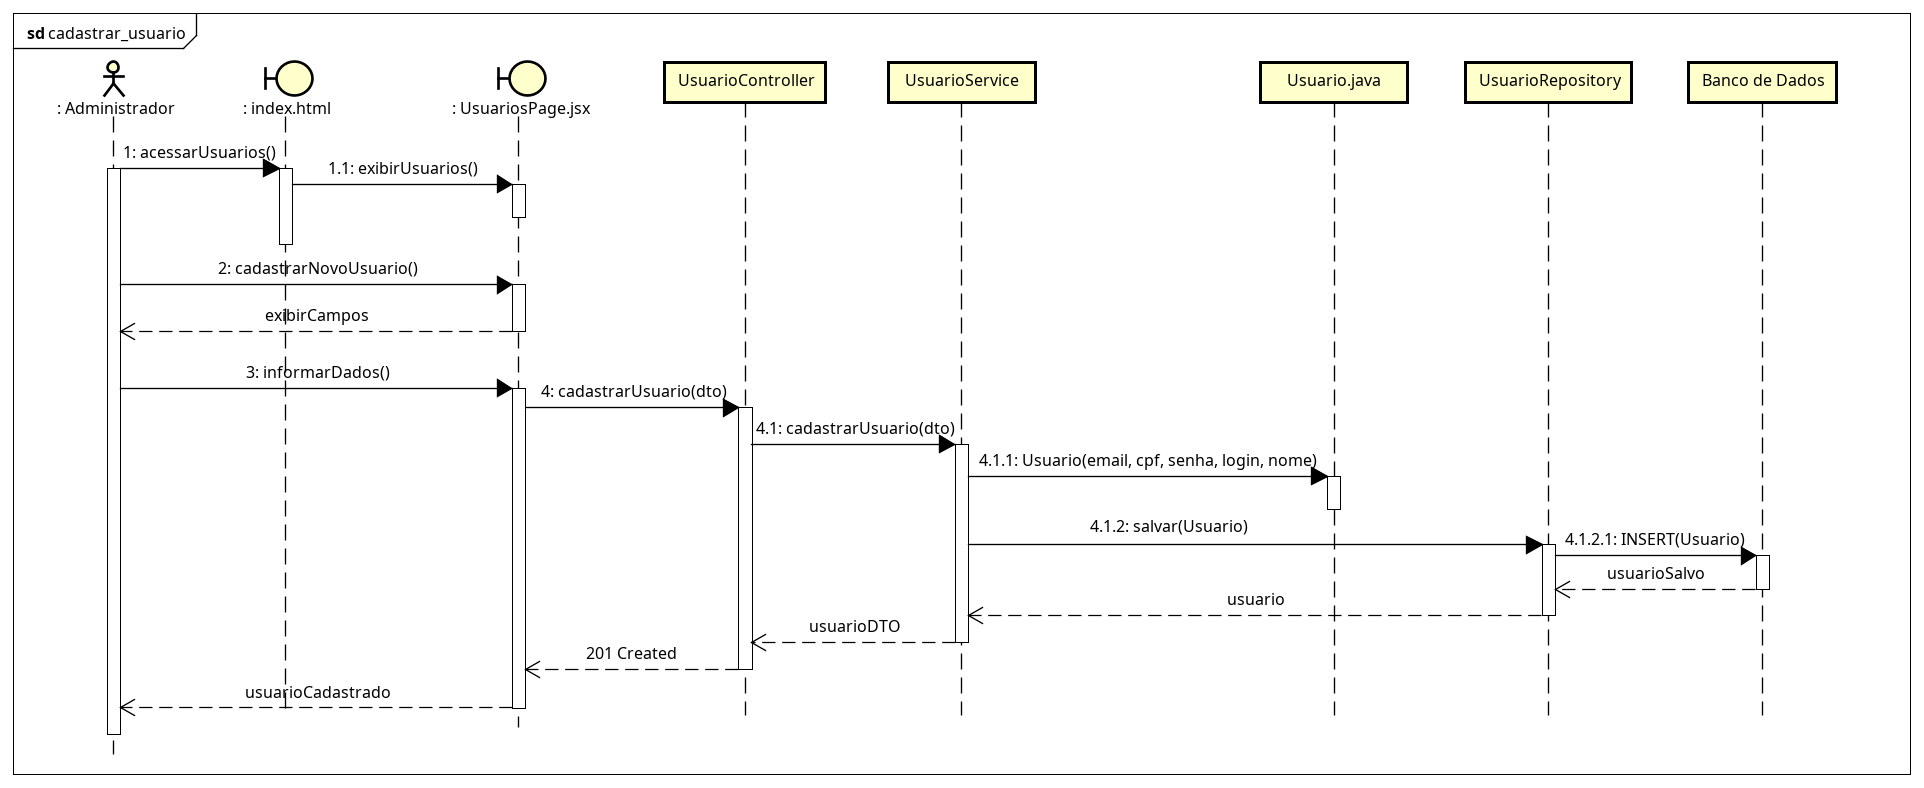 sd cadastrar_usuario
: Administrador
: index.html
: UsuariosPage.jsx
UsuarioController
UsuarioService
Usuario.java
UsuarioRepository
Banco de Dados
1: acessarUsuarios()
1.1: exibirUsuarios()
2: cadastrarNovoUsuario()
exibirCampos
3: informarDados()
4: cadastrarUsuario(dto)
4.1: cadastrarUsuario(dto)
4.1.1: Usuario(email, cpf, senha, login, nome)
4.1.2: salvar(Usuario)
4.1.2.1: INSERT(Usuario)
usuarioSalvo
usuario
usuarioDTO
201 Created
usuarioCadastrado